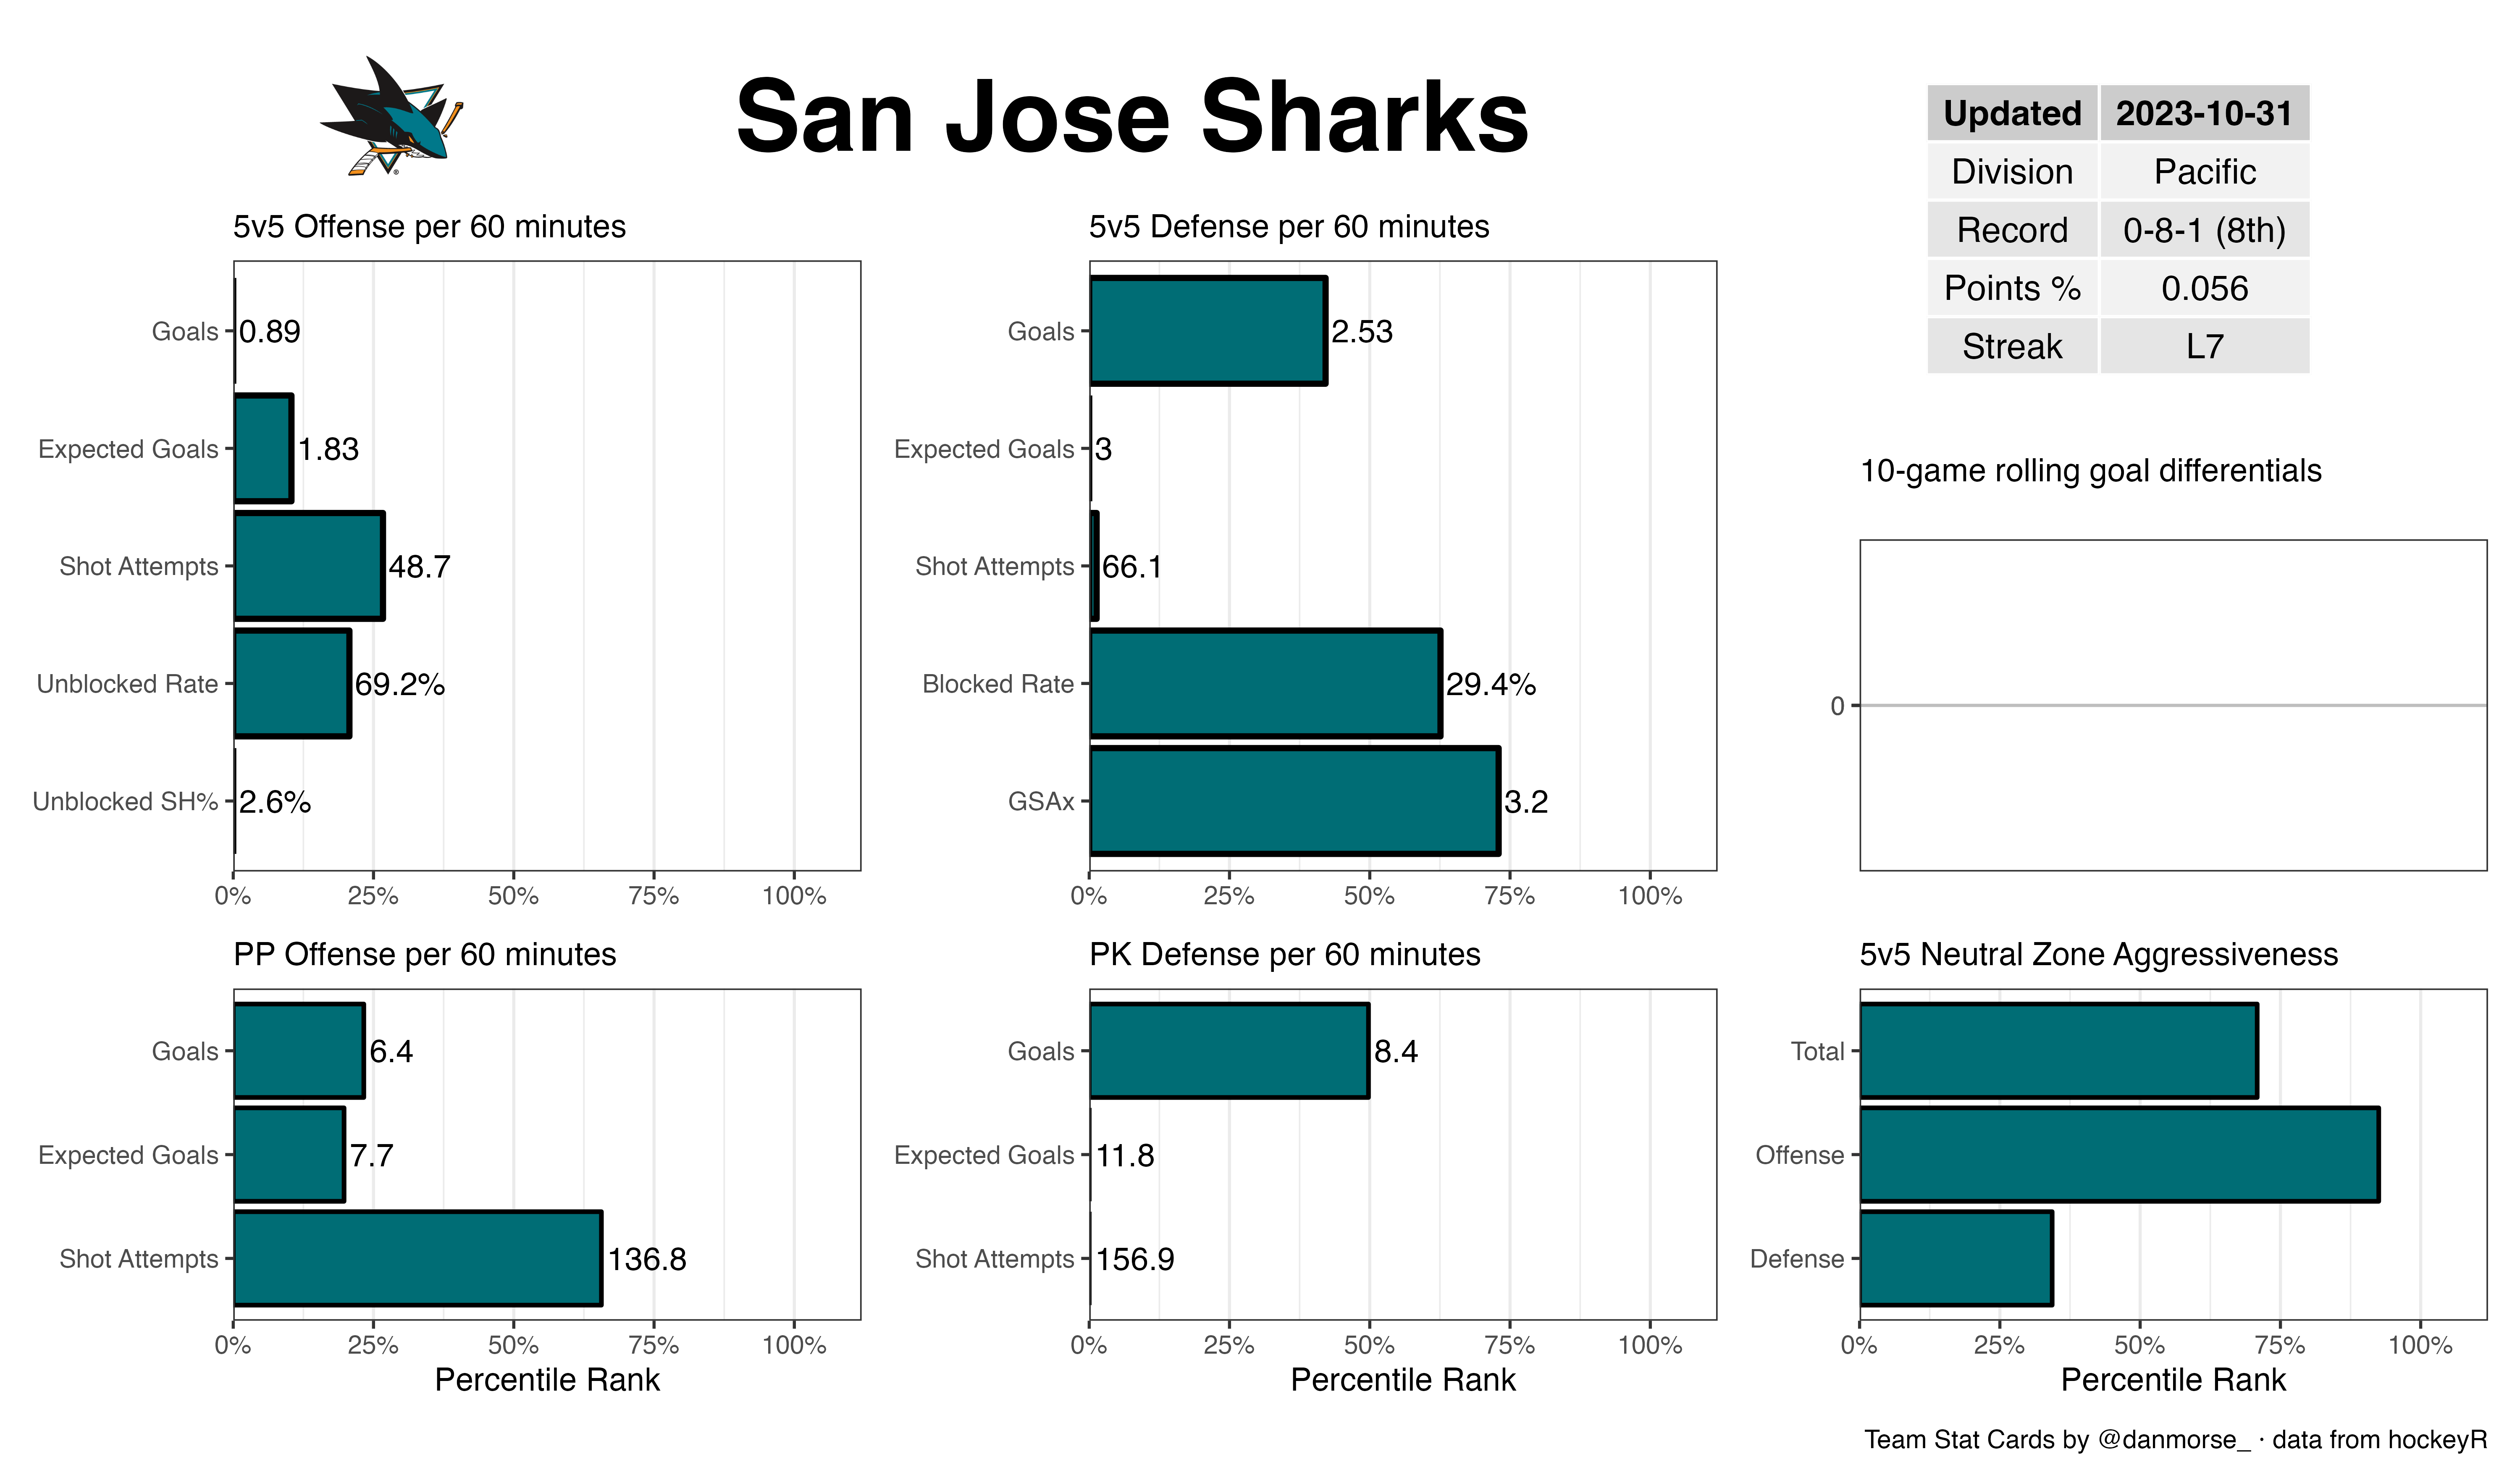 San Jose Sharks
Updated 2023-10-31
Division Pacific
Record 0-8-1 (8th)
Points % 0.056
Streak L7
5v5 Offense per 60 minutes
Goals 0.89
Expected Goals 1.83
Shot Attempts 48.7
Unblocked Rate 69.2%
Unblocked SH% 2.6%
0% 25% 50% 75% 100%
5v5 Defense per 60 minutes
Goals 2.53
Expected Goals 3
Shot Attempts 66.1
Blocked Rate 29.4%
GSAx 3.2
0% 25% 50% 75% 100%
10-game rolling goal differentials
0
PP Offense per 60 minutes
Goals 6.4
Expected Goals 7.7
Shot Attempts 136.8
0% 25% 50% 75% 100%
Percentile Rank
PK Defense per 60 minutes
Goals 8.4
Expected Goals 11.8
Shot Attempts 156.9
0% 25% 50% 75% 100%
Percentile Rank
5v5 Neutral Zone Aggressiveness
Total
Offense
Defense
0% 25% 50% 75% 100%
Percentile Rank
Team Stat Cards by @danmorse_ · data from hockeyR